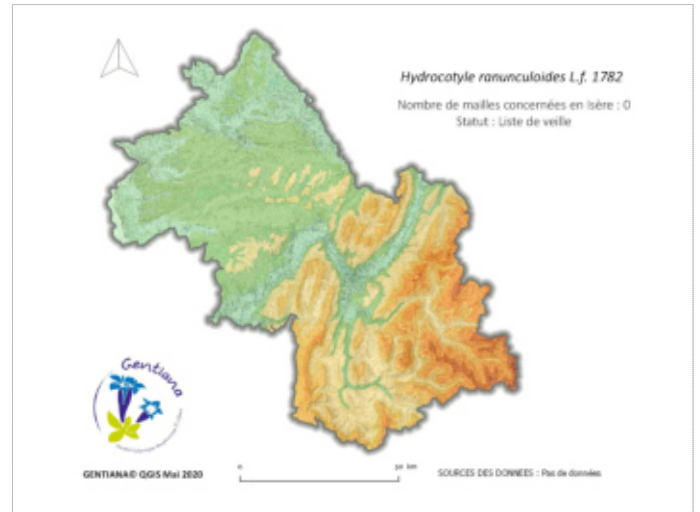 Hydrocotyle ranunculoides L.f. 1782
Nombre de mailles concernées en Isère : 0
Statut : Liste de veille
Gentiana
GENTIANA© QGIS Mai 2020
0
50 km
SOURCES DES DONNEES : Pas de données